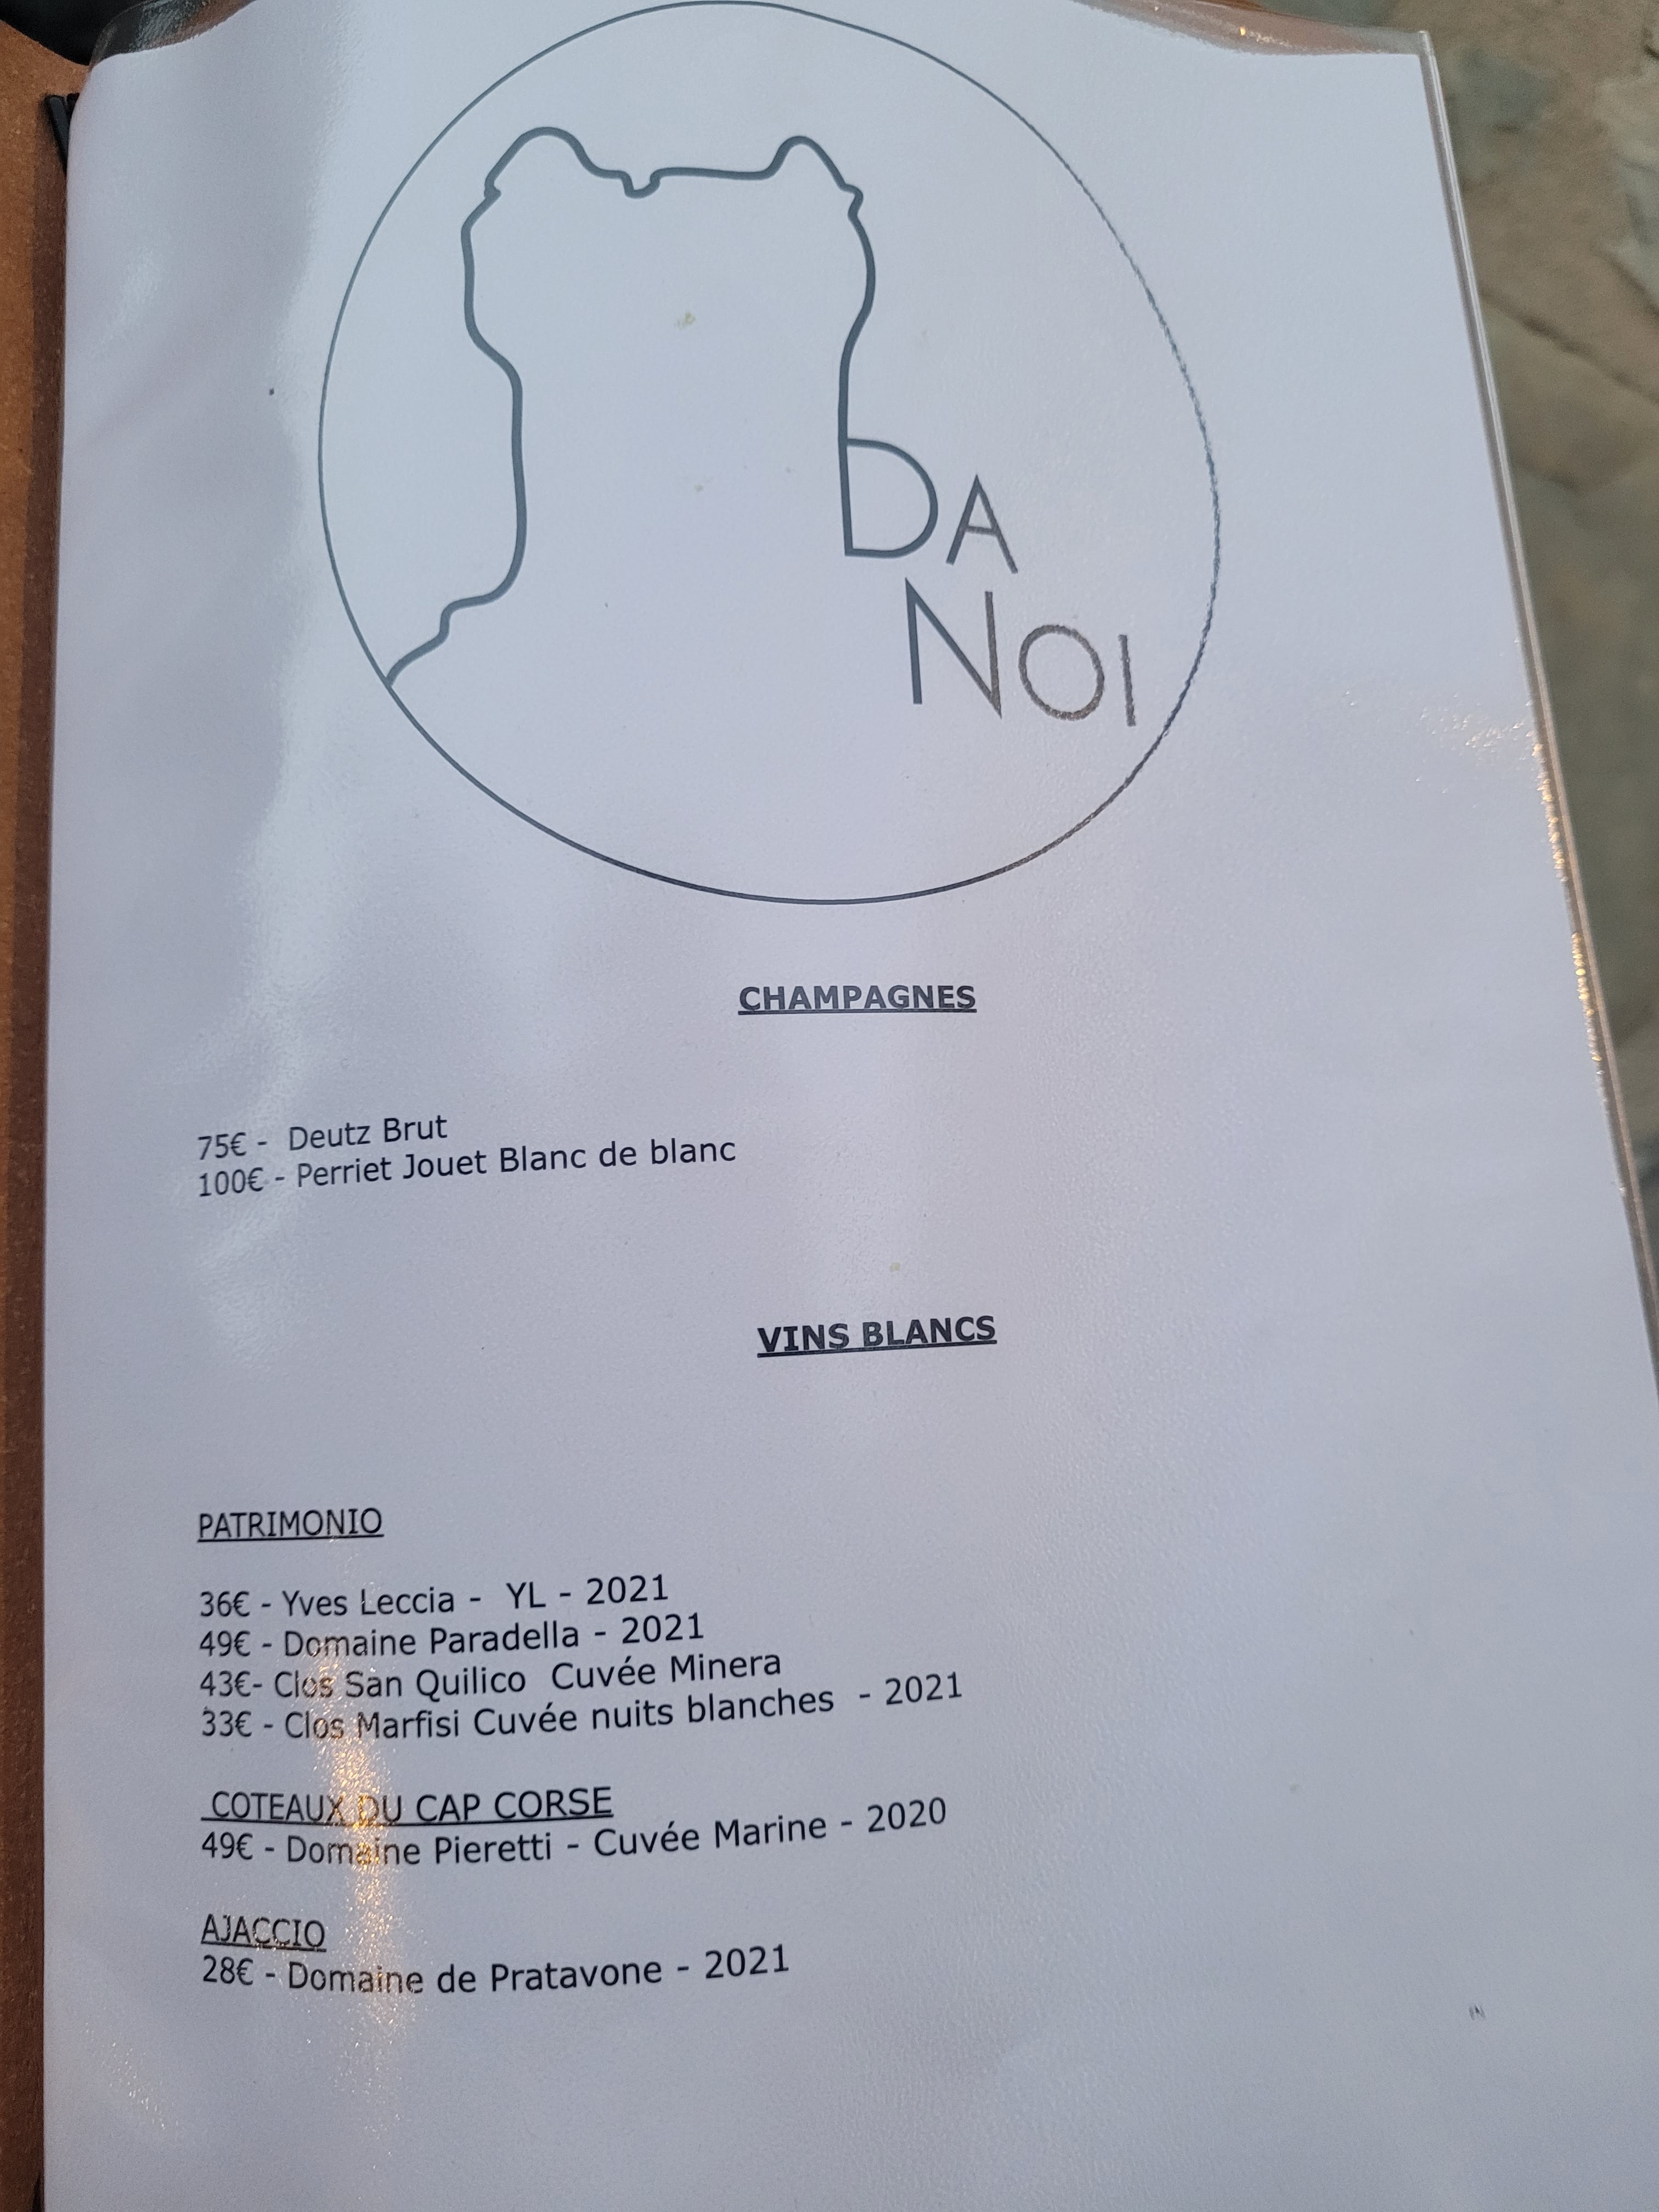 DA
NOI
CHAMPAGNES
75€ - Deutz Brut
100€ - Perriet Jouet Blanc de blanc
VINS BLANCS
PATRIMONIO
36€ - Yves Leccia - YL - 2021
49€ - Domaine Paradella - 2021
43€- Clos San Quilico Cuvée Minera
33€ - Clos Marfisi Cuvée nuits blanches - 2021
COTEAUX DU CAP CORSE
49€ - Domaine Pieretti - Cuvée Marine - 2020
AJACCIO
28€ - Domaine de Pratavone - 2021